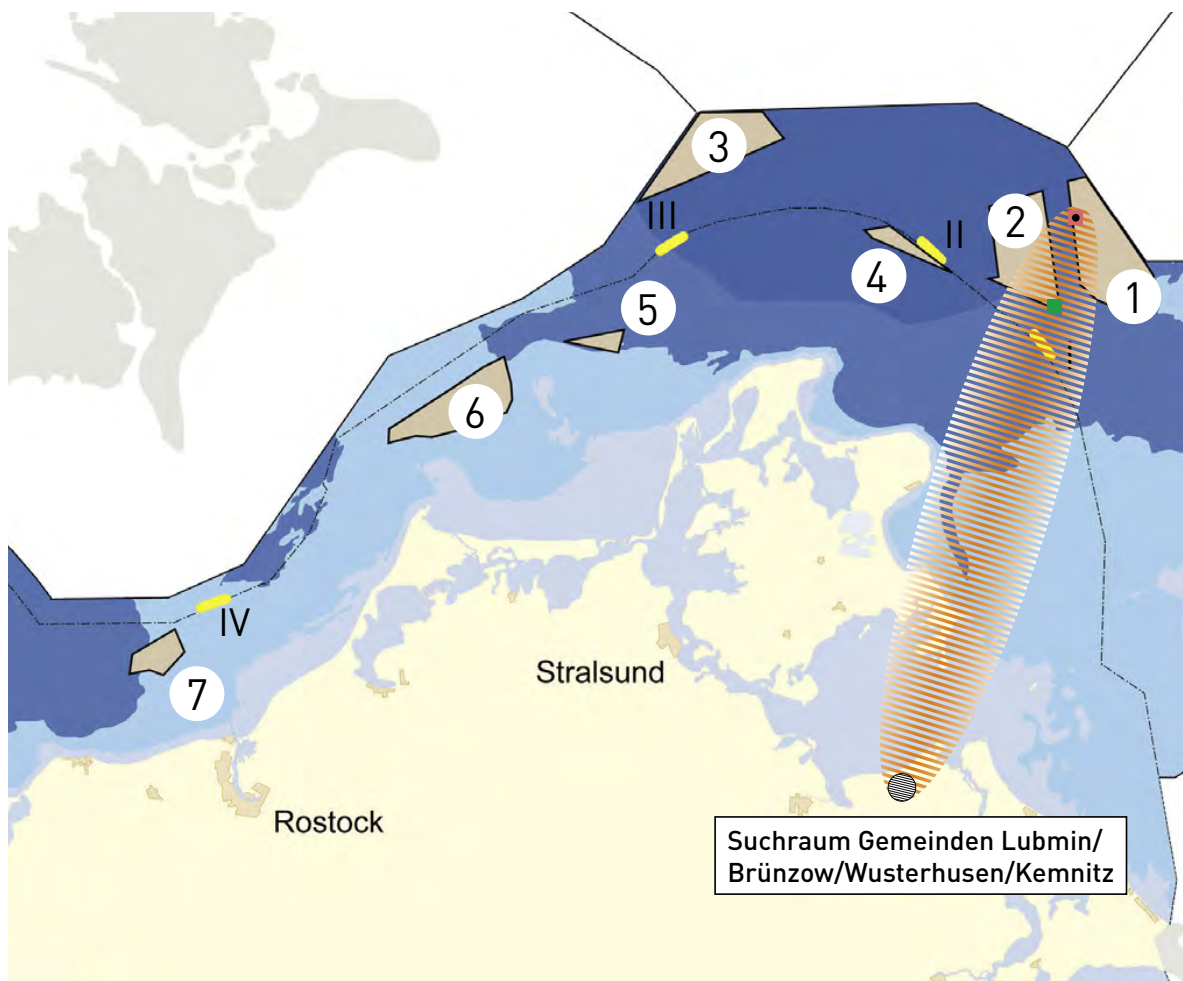 3
III
2
II
4
1
5
6
IV
7
Stralsund
Rostock
Suchraum Gemeinden Lubmin/
Brünzow/Wusterhusen/Kemnitz